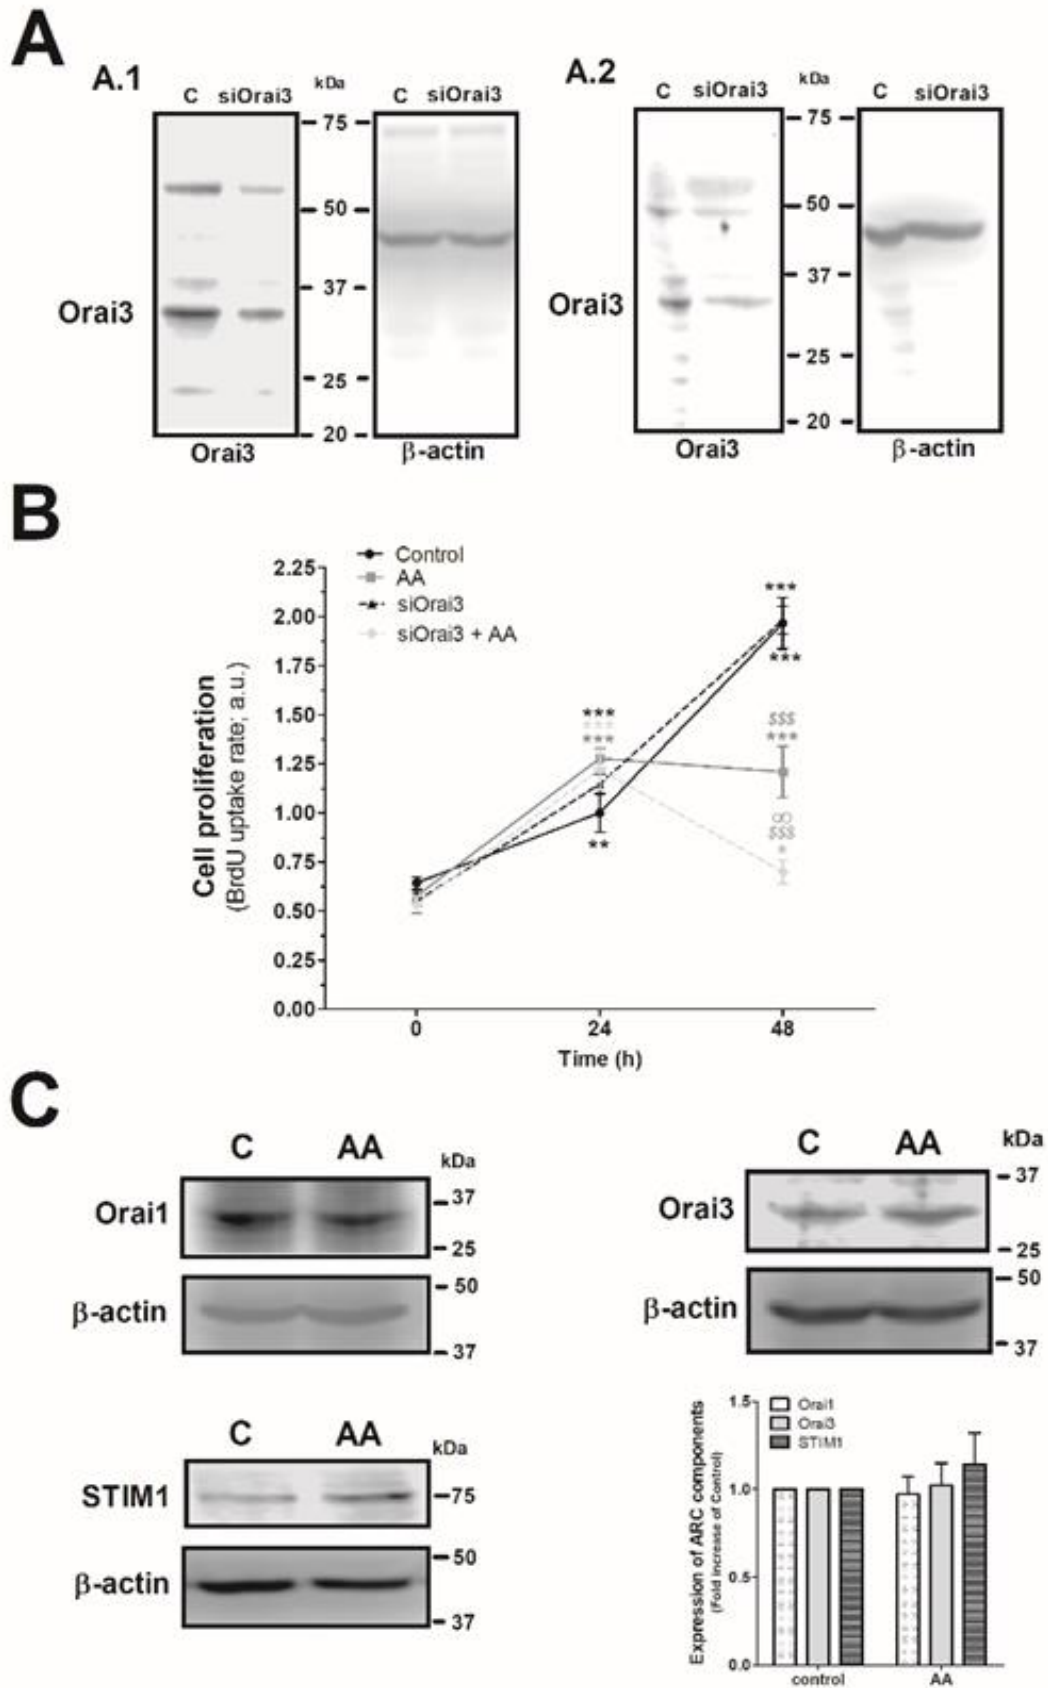 A
A.1
C siOrai3
kDa
C siOrai3
75
50
37
25
20
Orai3
Orai3
β-actin
A.2
C siOrai3
kDa
C siOrai3
75
50
37
25
20
Orai3
Orai3
β-actin
B
Control
AA
siOrai3
siOrai3 + AA
Cell proliferation
(BrdU uptake rate; a.u.)
2.25
2.00
1.75
1.50
1.25
1.00
0.75
0.50
0.25
0.00
***
***
***
**
***
$$$
***
∞
$$$
*
0 24 48
Time (h)
C
C AA
kDa
Orai1
37
25
β-actin
50
37
C AA
kDa
Orai3
37
25
β-actin
50
37
C AA
kDa
STIM1
75
β-actin
50
37
Expression of ARC components
(Fold increase of Control)
1.5
1.0
0.5
0.0
Orai1
Orai3
STIM1
control AA